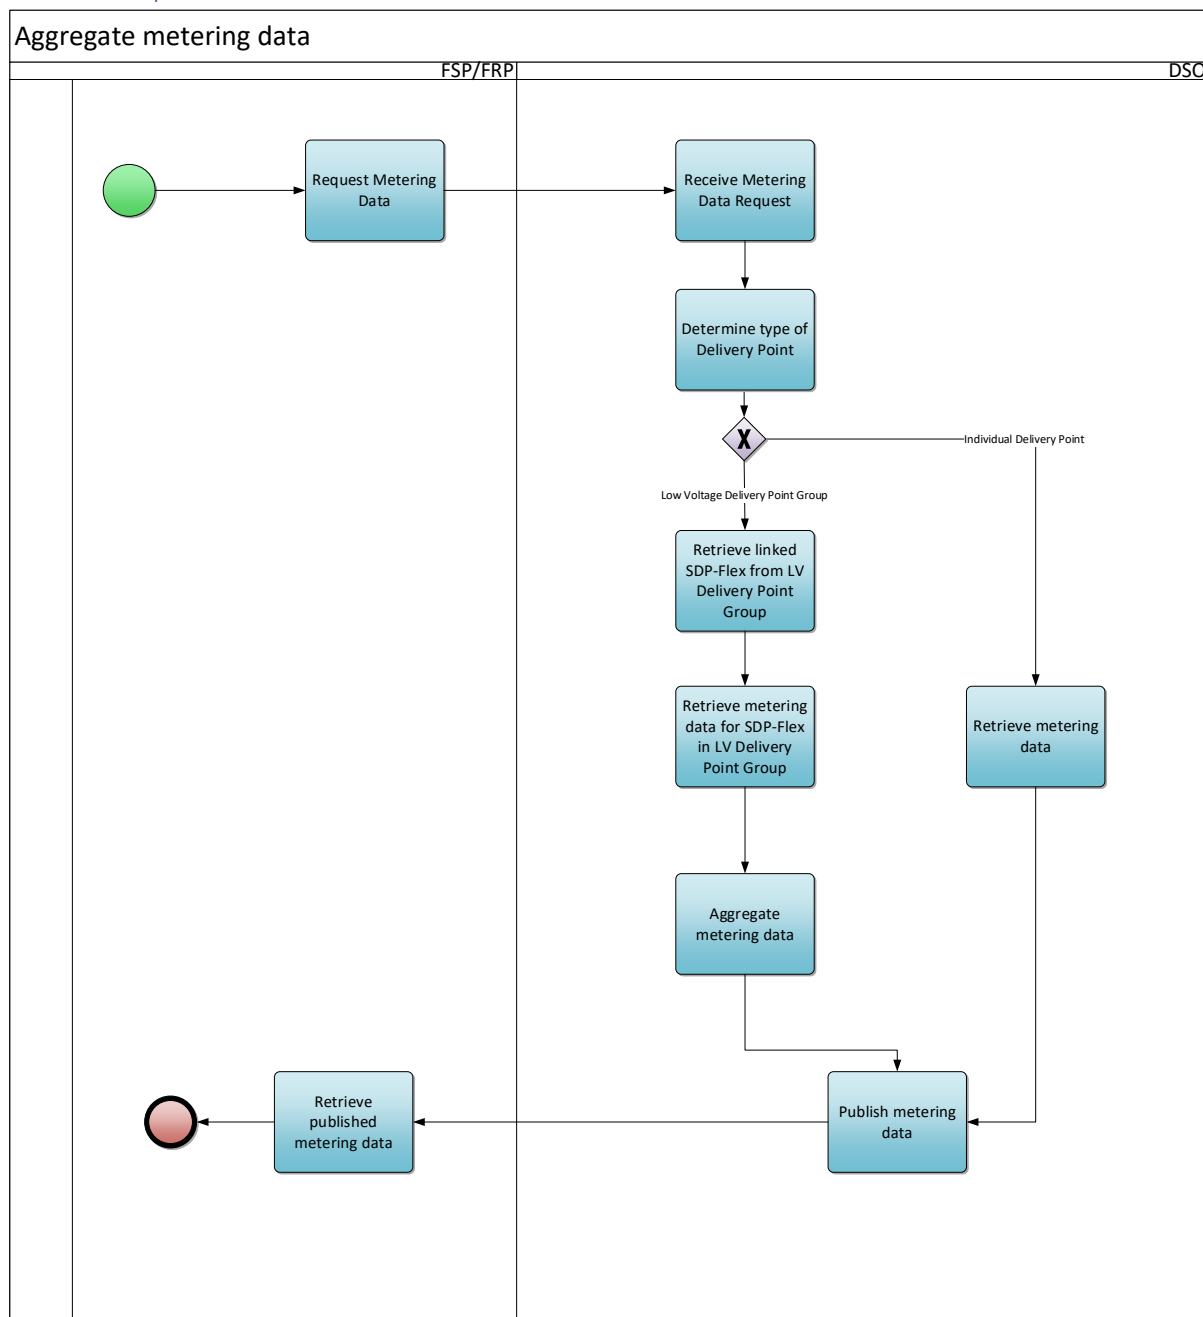 Aggregate metering data
FSP/FRP
DSO
Request Metering
Data
Receive Metering
Data Request
Determine type of
Delivery Point
X
Individual Delivery Point
Low Voltage Delivery Point Group
Retrieve linked
SDP-Flex from LV
Delivery Point
Group
Retrieve metering
data for SDP-Flex
in LV Delivery
Point Group
Retrieve metering
data
Aggregate
metering data
Retrieve
published
metering data
Publish metering
data